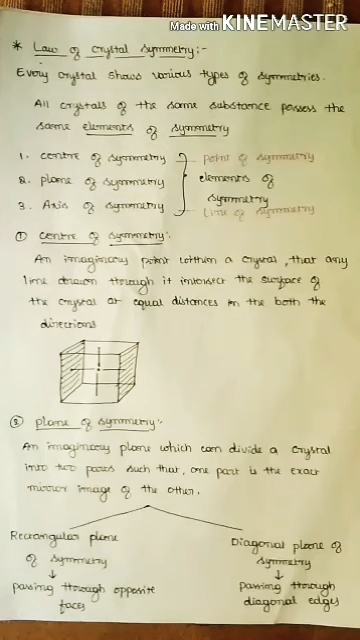 Made with KINEMASTER
* Law of crystal symmetry :-
Every crystal shows various types of symmetries.
All crystals of the same substance possess the
same elements of symmetry
1. centre of symmetry point of symmetry
2. plane of symmetry elements of
symmetry
3. Axis of symmetry Line of symmetry
① centre of symmetry :
An imaginary point within a crystal, that any
line drawn through it intersect the surface of
the crystal at equal distances in the both the
directions
② plane of symmetry :
An imaginary plane which can divide a crystal
into two parts such that, one part is the exact
mirror image of the other.
Rectangular plane Diagonal plane of
of symmetry symmetry
↓ ↓
passing through opposite passing through
faces diagonal edges